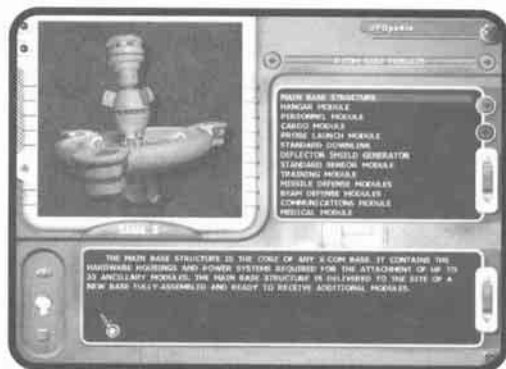 UFOpedia
X-COM BASE MODULES
MAIN BASE STRUCTURE
HANGAR MODULE
PERSONNEL MODULE
CARGO MODULE
PROBE LAUNCH MODULE
STANDARD DOWNLINK
DEFLECTOR SHIELD GENERATOR
STANDARD SENSOR MODULE
TRAINING MODULE
MISSILE DEFENSE MODULES
BEAM DEFENSE MODULES
COMMUNICATIONS MODULE
MEDICAL MODULE
THE MAIN BASE STRUCTURE IS THE CORE OF ANY X-COM BASE. IT CONTAINS THE
HARDWARE HOUSINGS AND POWER SYSTEMS REQUIRED FOR THE ATTACHMENT OF UP TO
33 ANCILLARY MODULES. THE MAIN BASE STRUCTURE IS DELIVERED TO THE SITE OF A
NEW BASE FULLY-ASSEMBLED AND READY TO RECEIVE ADDITIONAL MODULES.